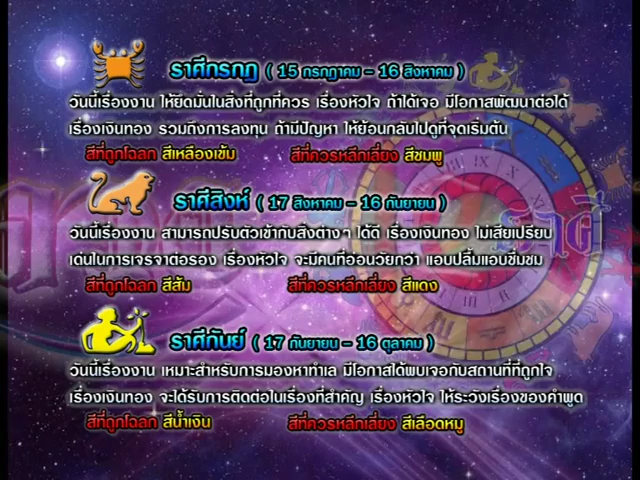 ราศีกรกฎ ( 15 กรกฎาคม - 16 สิงหาคม )
วันนี้เรื่องงาน ให้ยึดมั่นในสิ่งที่ถูกที่ควร เรื่องหัวใจ ถ้าได้เจอ มีโอกาสพัฒนาต่อได้
เรื่องเงินทอง รวมถึงการลงทุน ถ้ามีปัญหา ให้ย้อนกลับไปดูที่จุดเริ่มต้น
สีที่ถูกโฉลก สีเหลืองเข้ม สีที่ควรหลีกเลี่ยง สีชมพู
ราศีสิงห์ ( 17 สิงหาคม - 16 กันยายน )
วันนี้เรื่องงาน สามารถปรับตัวเข้ากับสิ่งต่างๆ ได้ดี เรื่องเงินทอง ไม่เสียเปรียบ
เด่นในการเจรจาต่อรอง เรื่องหัวใจ จะมีคนที่อ่อนวัยกว่า แอบปลื้มแอบชื่นชม
สีที่ถูกโฉลก สีส้ม สีที่ควรหลีกเลี่ยง สีแดง
ราศีกันย์ ( 17 กันยายน - 16 ตุลาคม )
วันนี้เรื่องงาน เหมาะสำหรับการมองหาทำเล มีโอกาสได้พบเจอกับสถานที่ที่ถูกใจ
เรื่องเงินทอง จะได้รับการติดต่อในเรื่องที่สำคัญ เรื่องหัวใจ ให้ระวังเรื่องของคำพูด
สีที่ถูกโฉลก สีน้ำเงิน สีที่ควรหลีกเลี่ยง สีเลือดหมู